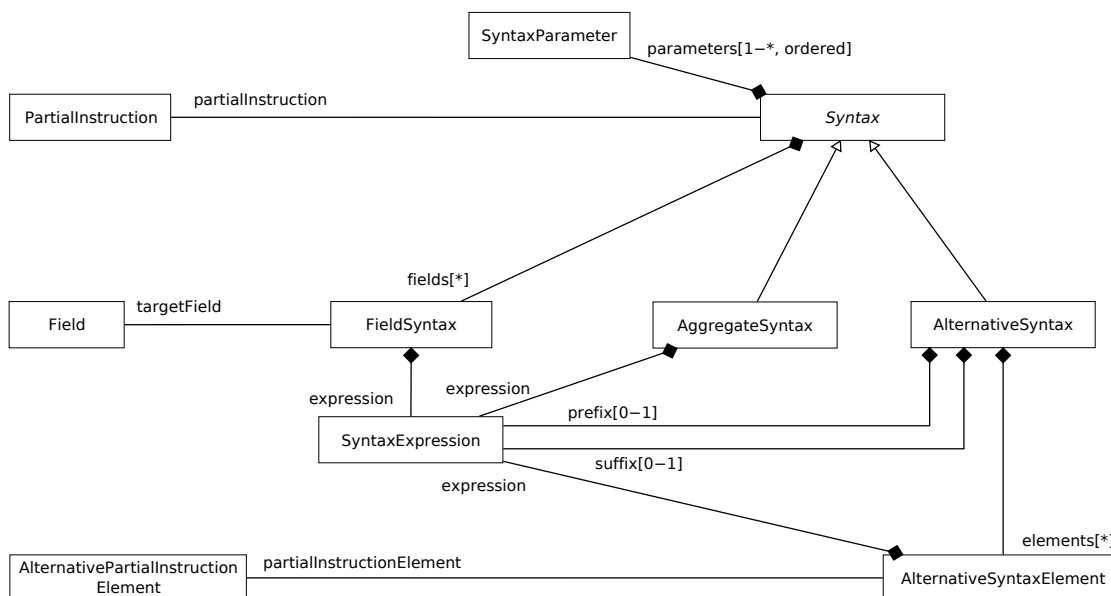 SyntaxParameter
parameters[1−*, ordered]
partialInstruction
PartialInstruction
Syntax
fields[*]
targetField
Field
FieldSyntax
AggregateSyntax
AlternativeSyntax
expression
expression
prefix[0−1]
SyntaxExpression
suffix[0−1]
expression
elements[*]
partialInstructionElement
AlternativePartialInstruction
Element
AlternativeSyntaxElement